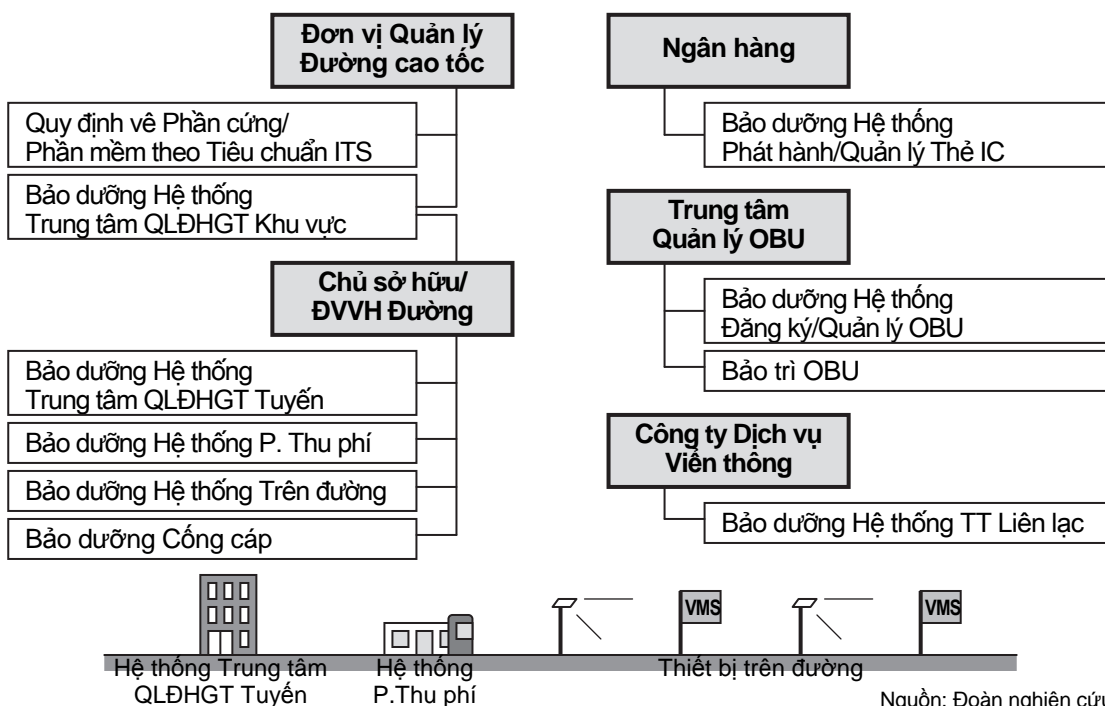 Đơn vị Quản lý
Đường cao tốc
Quy định vê Phần cứng/
Phần mềm theo Tiêu chuẩn ITS
Bảo dưỡng Hệ thống
Trung tâm QLĐHGT Khu vực
Chủ sở hữu/
ĐVVH Đường
Bảo dưỡng Hệ thống
Trung tâm QLĐHGT Tuyến
Bảo dưỡng Hệ thống P. Thu phí
Bảo dưỡng Hệ thống Trên đường
Bảo dưỡng Cống cáp
Ngân hàng
Bảo dưỡng Hệ thống
Phát hành/Quản lý Thẻ IC
Trung tâm
Quản lý OBU
Bảo dưỡng Hệ thống
Đăng ký/Quản lý OBU
Bảo trì OBU
Công ty Dịch vụ
Viễn thông
Bảo dưỡng Hệ thống TT Liên lạc
VMS
VMS
Hệ thống Trung tâm
QLĐHGT Tuyến
Hệ thống
P.Thu phí
Thiết bị trên đường
Nguồn: Đoàn nghiên cứu